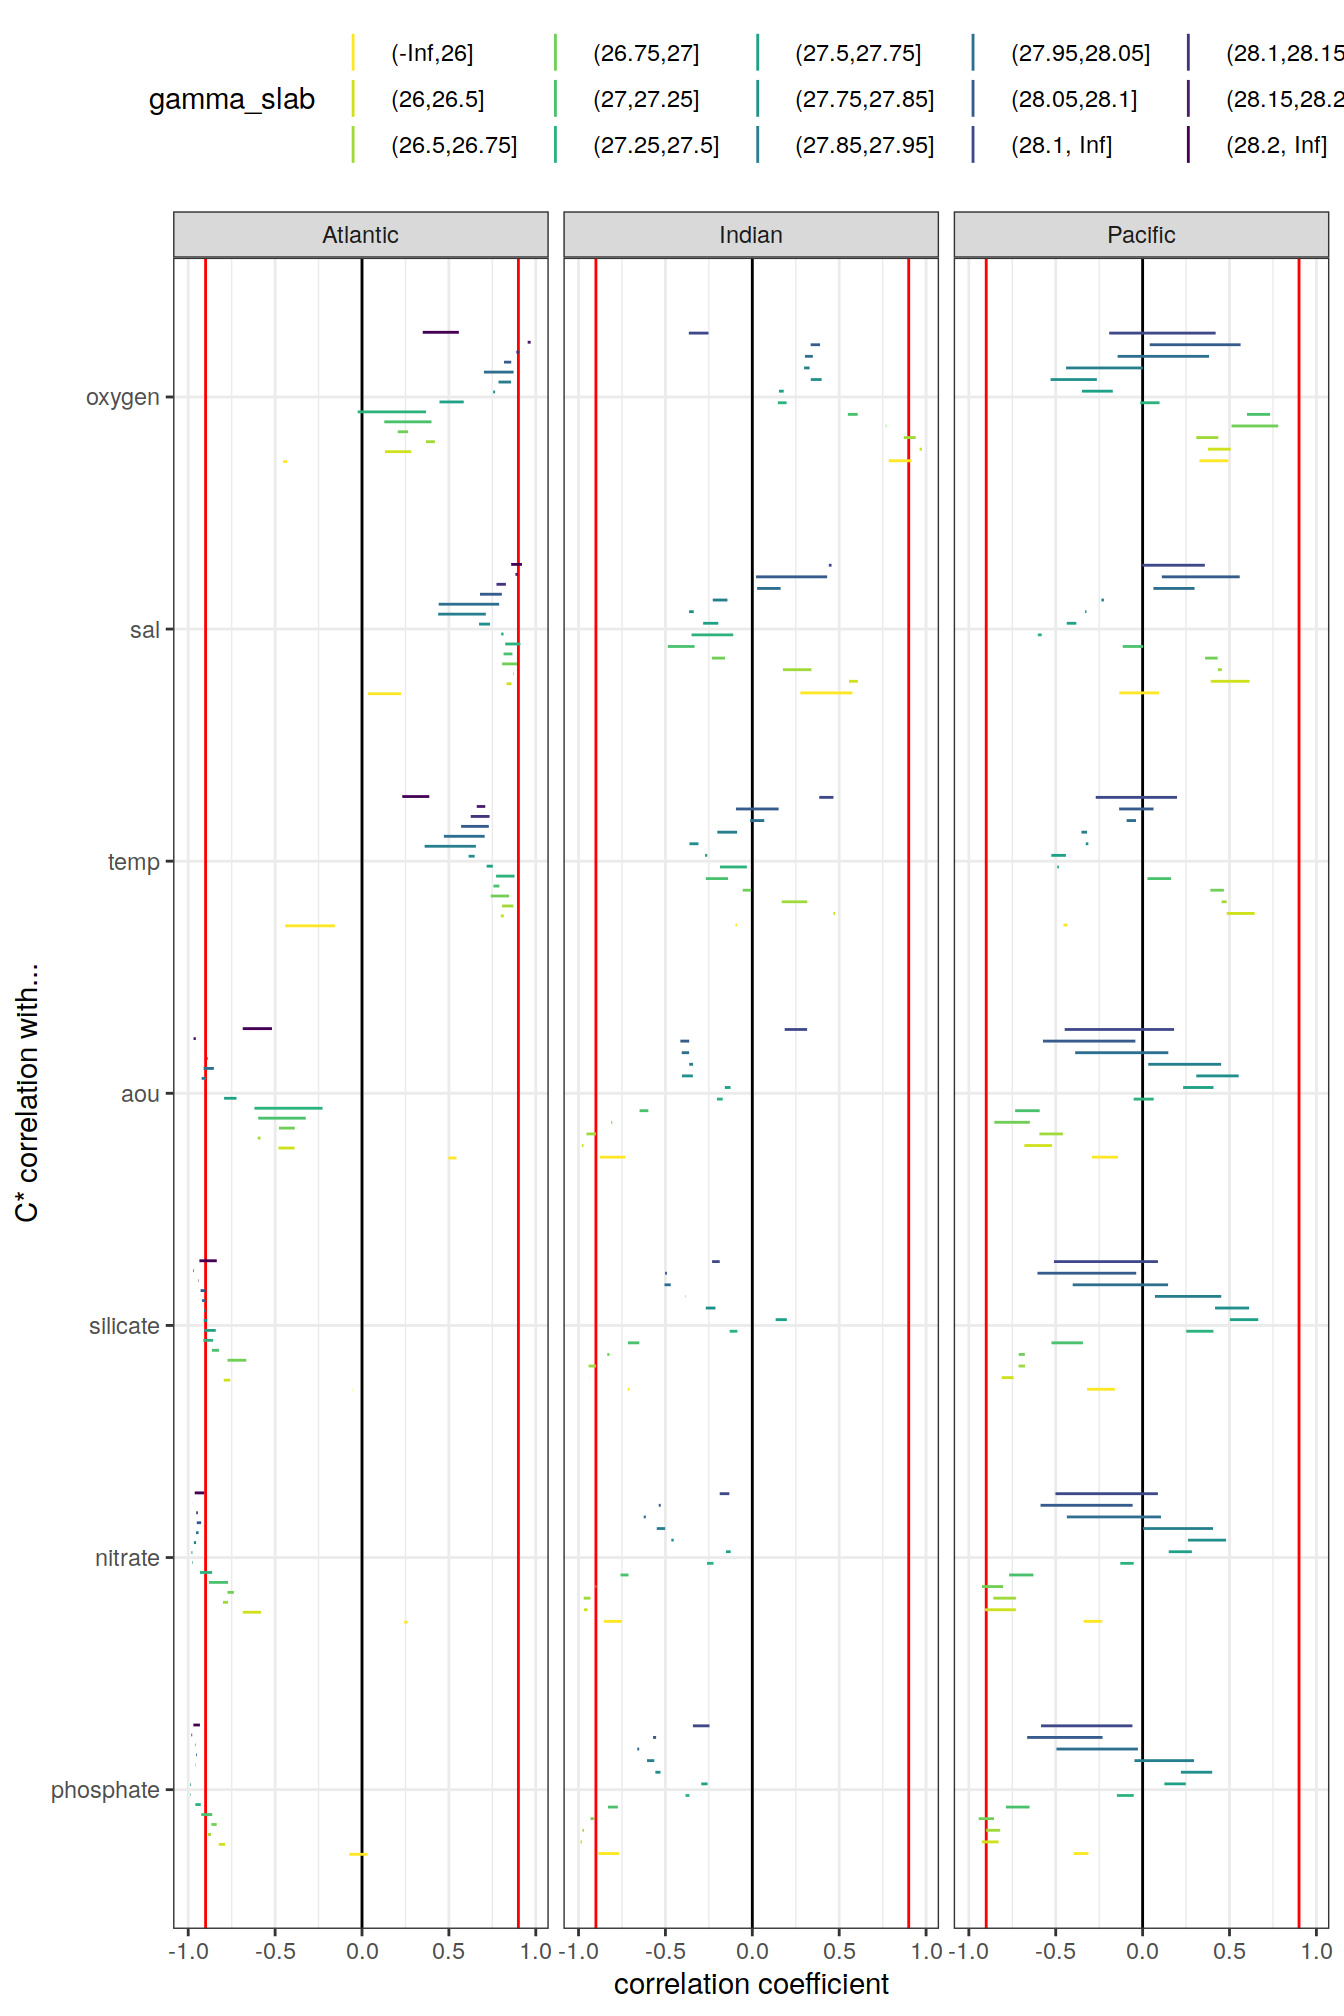 gamma_slab
(-Inf,26] (26.75,27] (27.5,27.75] (27.95,28.05] (28.1,28.15
(26,26.5] (27,27.25] (27.75,27.85] (28.05,28.1] (28.15,28.2
(26.5,26.75] (27.25,27.5] (27.85,27.95] (28.1, Inf] (28.2, Inf]
Atlantic Indian Pacific
C* correlation with...
oxygen
sal
temp
aou
silicate
nitrate
phosphate
-1.0 -0.5 0.0 0.5 1.0 -1.0 -0.5 0.0 0.5 1.0 -1.0 -0.5 0.0 0.5 1.0
correlation coefficient